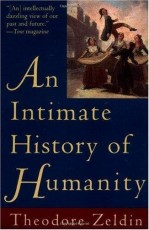 "[An] intellectually
dazzling view of our
past and future."
—Time magazine
An
Intimate
History of
Humanity
Theodore Zeldin